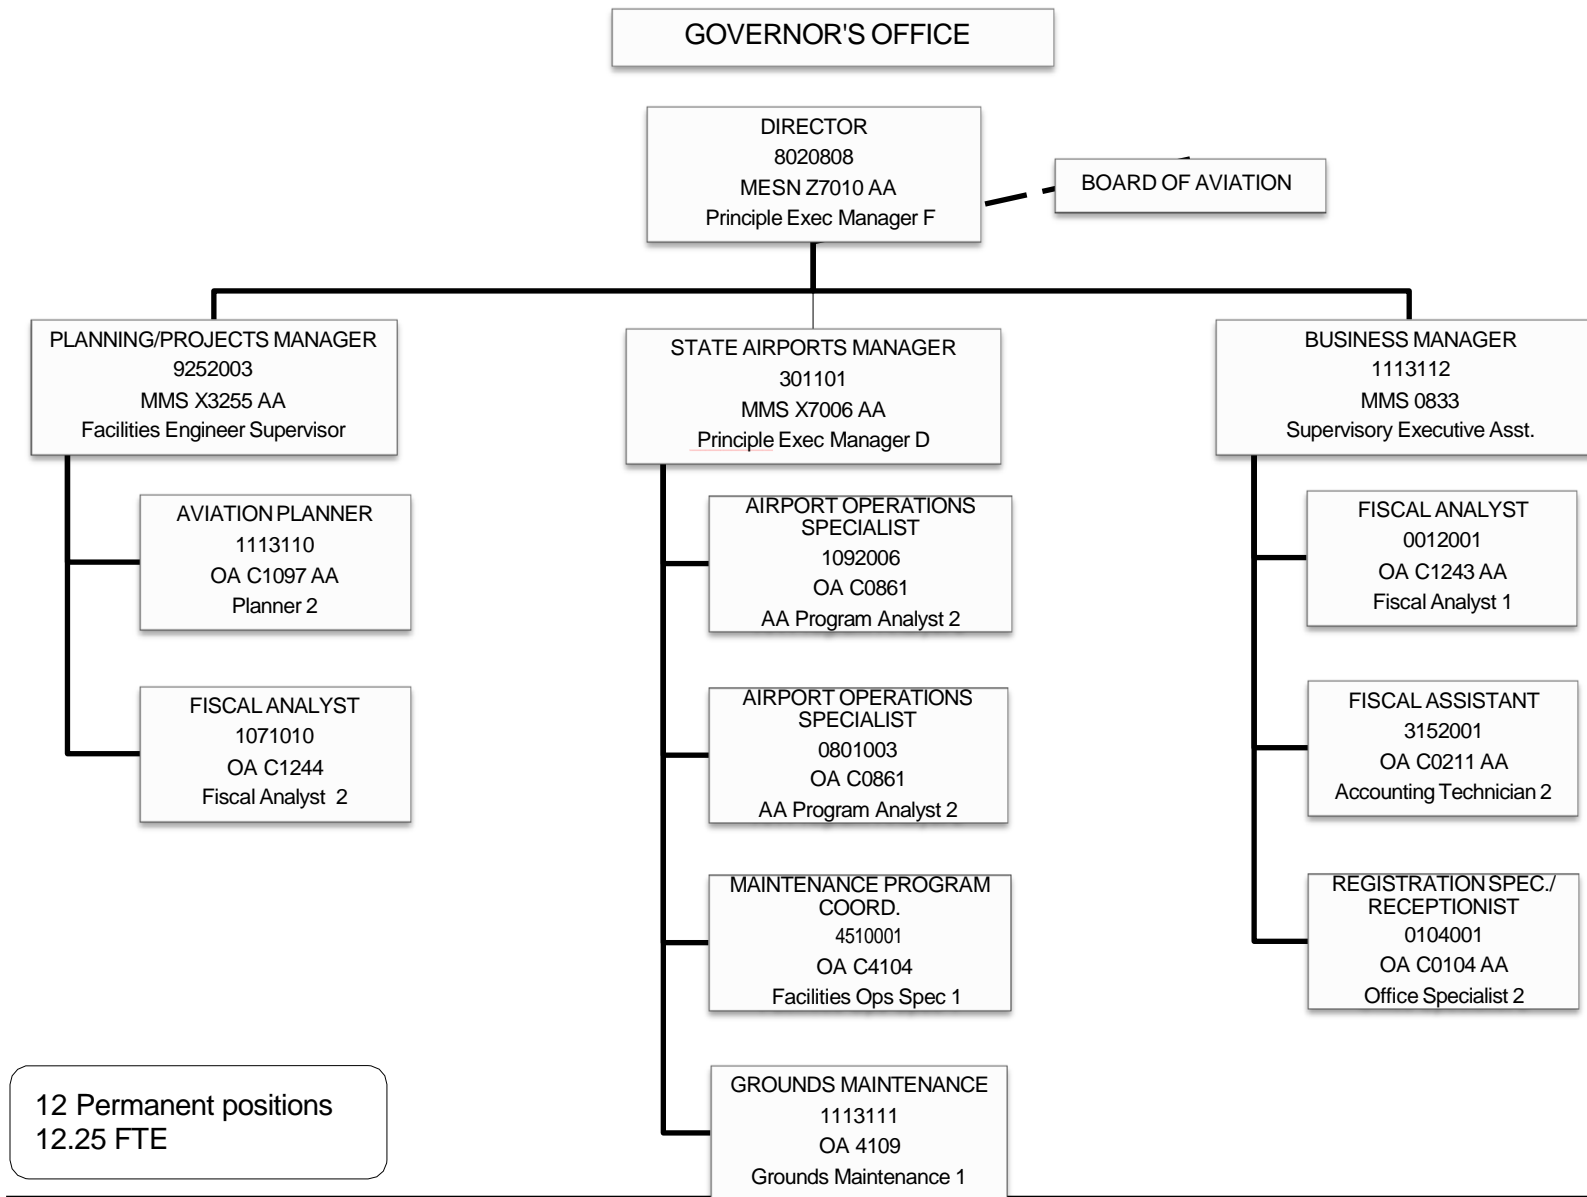 GOVERNOR'S OFFICE
DIRECTOR
8020808
MESN Z7010 AA
Principle Exec Manager F
BOARD OF AVIATION
PLANNING/PROJECTS MANAGER
9252003
MMS X3255 AA
Facilities Engineer Supervisor
AVIATION PLANNER
1113110
OA C1097 AA
Planner 2
FISCAL ANALYST
1071010
OA C1244
Fiscal Analyst 2
STATE AIRPORTS MANAGER
301101
MMS X7006 AA
Principle Exec Manager D
AIRPORT OPERATIONS
SPECIALIST
1092006
OA C0861
AA Program Analyst 2
AIRPORT OPERATIONS
SPECIALIST
0801003
OA C0861
AA Program Analyst 2
MAINTENANCE PROGRAM
COORD.
4510001
OA C4104
Facilities Ops Spec 1
GROUNDS MAINTENANCE
1113111
OA 4109
Grounds Maintenance 1
BUSINESS MANAGER
1113112
MMS 0833
Supervisory Executive Asst.
FISCAL ANALYST
0012001
OA C1243 AA
Fiscal Analyst 1
FISCAL ASSISTANT
3152001
OA C0211 AA
Accounting Technician 2
REGISTRATION SPEC./
RECEPTIONIST
0104001
OA C0104 AA
Office Specialist 2
12 Permanent positions
12.25 FTE